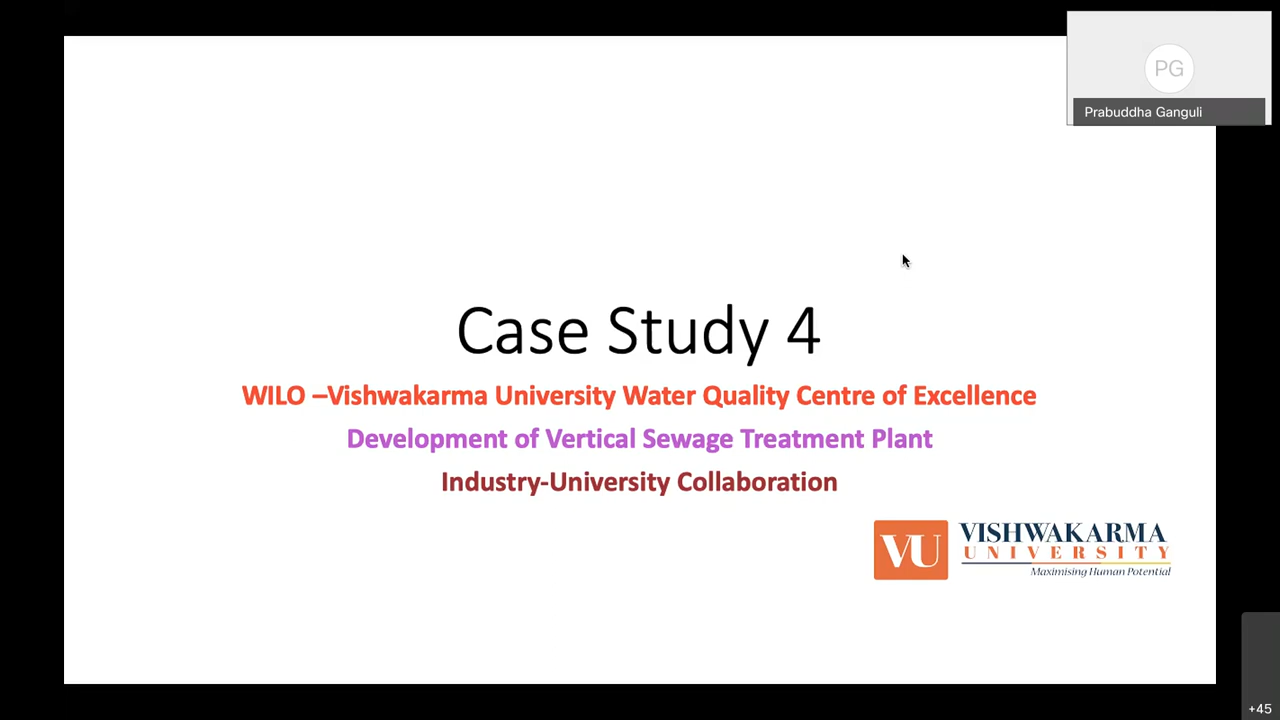 PG
Prabuddha Ganguli
Case Study 4
WILO –Vishwakarma University Water Quality Centre of Excellence
Development of Vertical Sewage Treatment Plant
Industry-University Collaboration
VU
VISHWAKARMA
UNIVERSITY
Maximising Human Potential
+45